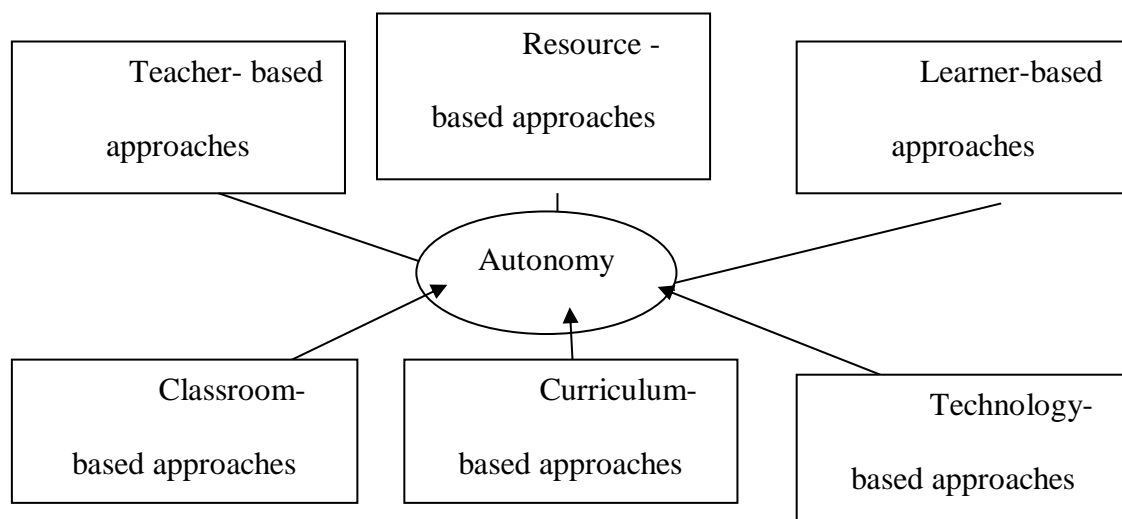 Teacher- based
approaches
Resource -
based approaches
Learner-based
approaches
Autonomy
Classroom-
based approaches
Curriculum-
based approaches
Technology-
based approaches